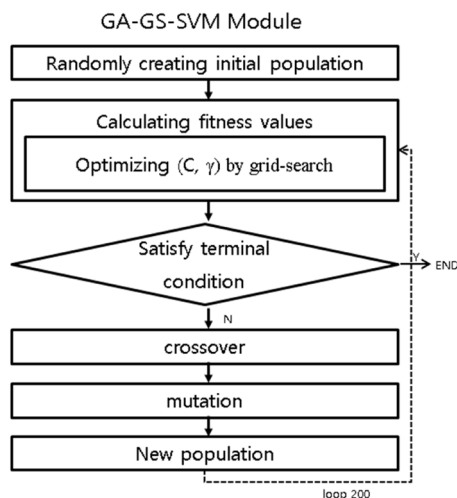 GA-GS-SVM Module
Randomly creating initial population
Calculating fitness values
Optimizing (C, γ) by grid-search
Satisfy terminal
condition
Y
END
N
crossover
mutation
New population
loop 200